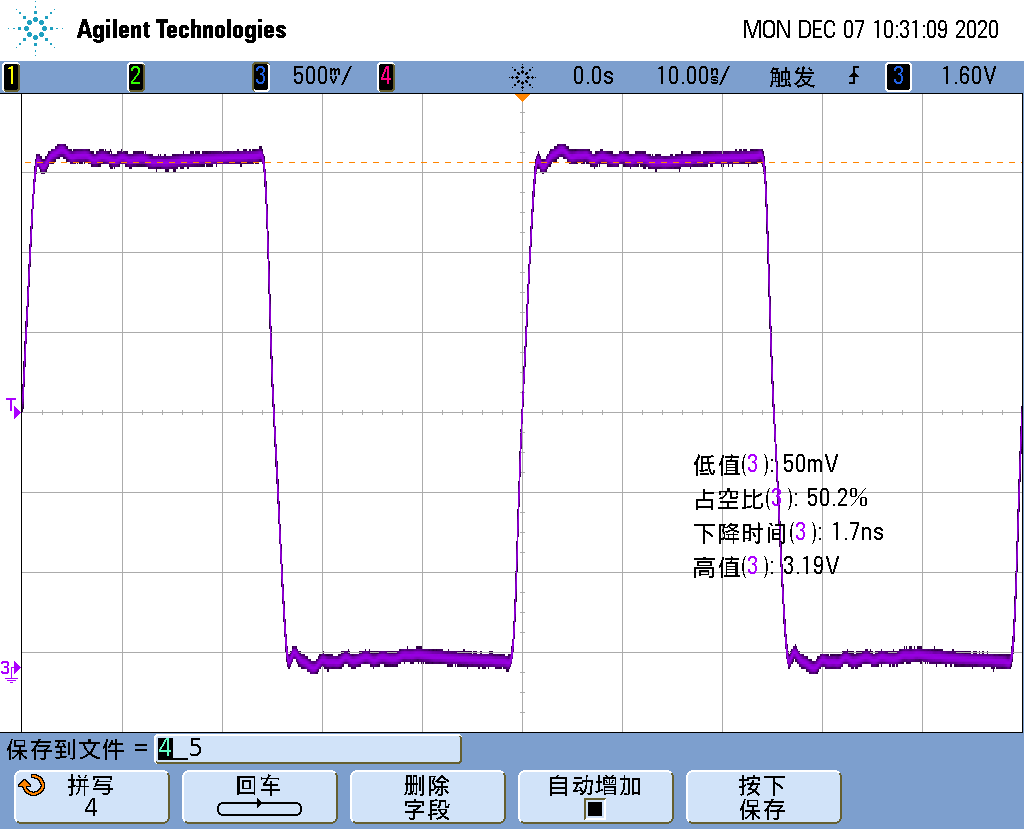 Agilent Technologies
MON DEC 07 10:31:09 2020
1 2 3 500mV/ 4 0.0s 10.00ns/ 触发 3 1.60V
T
低值(3): 50mV
占空比(3): 50.2%
下降时间(3): 1.7ns
高值(3): 3.19V
3
保存到文件 = 4_5
拼写 回车 删除 自动增加 按下
4 字段 保存